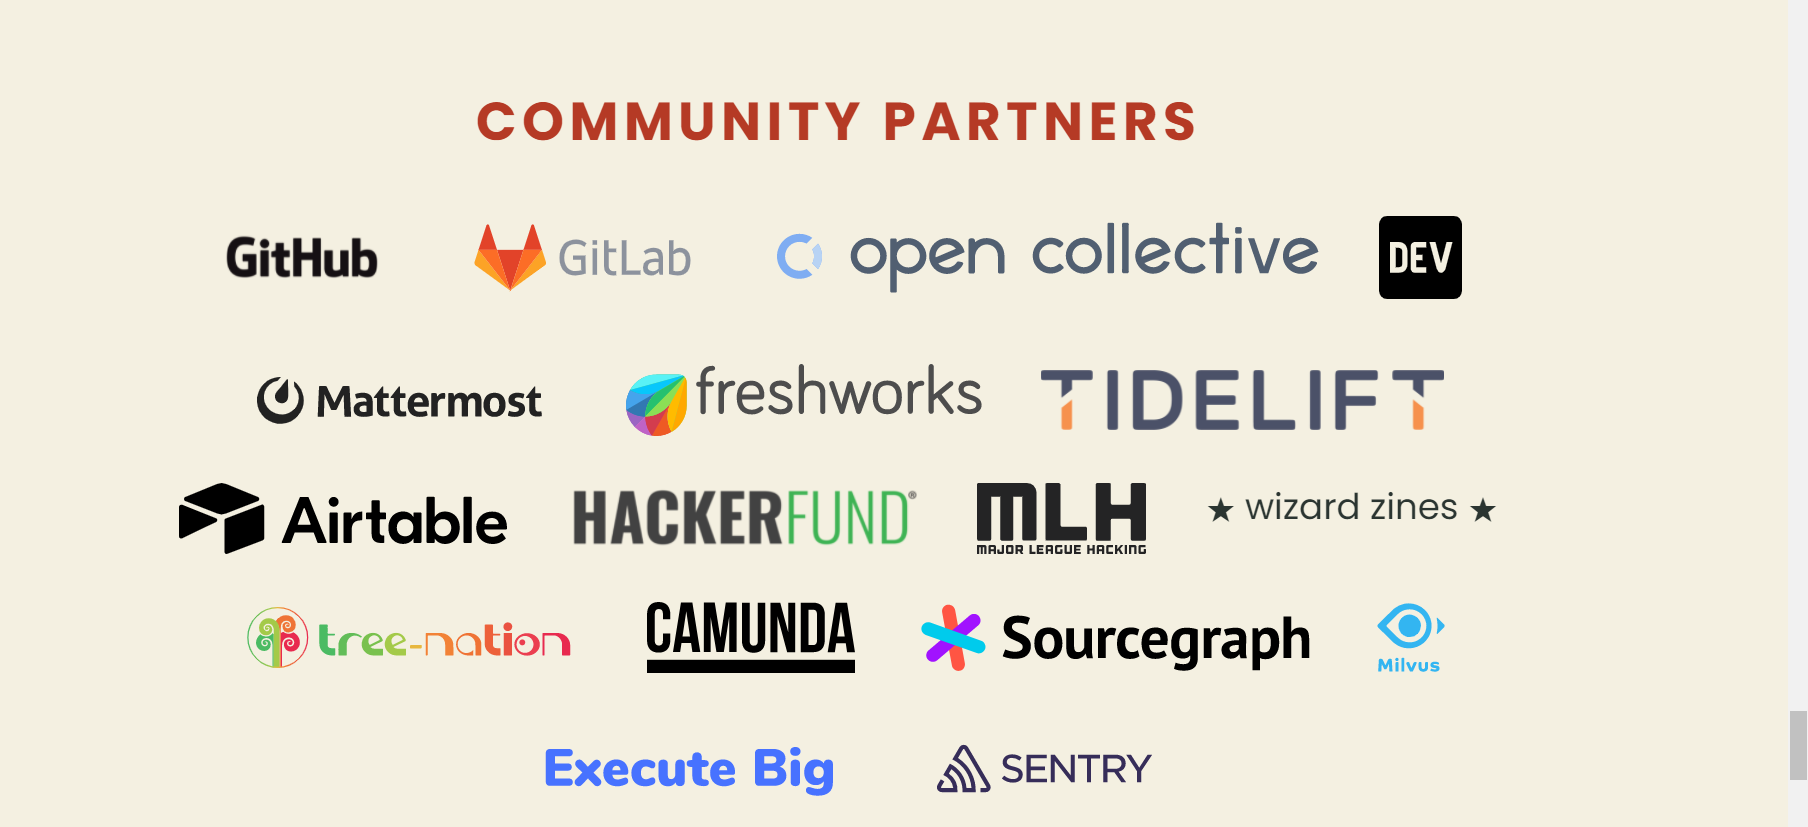 COMMUNITY PARTNERS
GitHub GitLab open collective DEV
Mattermost freshworks TIDELIFT
Airtable HACKERFUND® MLH MAJOR LEAGUE HACKING ★ wizard zines ★
tree-nation CAMUNDA Sourcegraph Milvus
Execute Big SENTRY